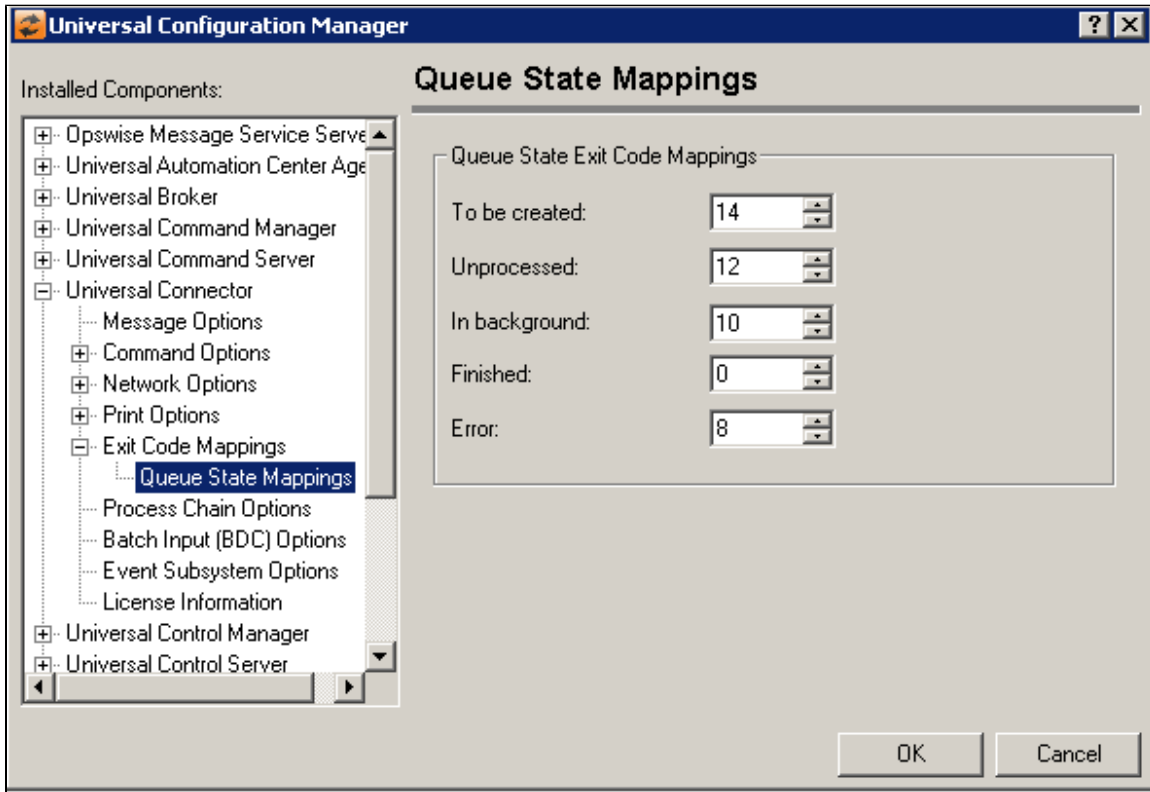 Universal Configuration Manager
Installed Components:
Opswise Message Service Serve
Universal Automation Center Age
Universal Broker
Universal Command Manager
Universal Command Server
Universal Connector
Message Options
Command Options
Network Options
Print Options
Exit Code Mappings
Queue State Mappings
Process Chain Options
Batch Input (BDC) Options
Event Subsystem Options
License Information
Universal Control Manager
Universal Control Server
Queue State Mappings
Queue State Exit Code Mappings
To be created: 14
Unprocessed: 12
In background: 10
Finished: 0
Error: 8
OK Cancel